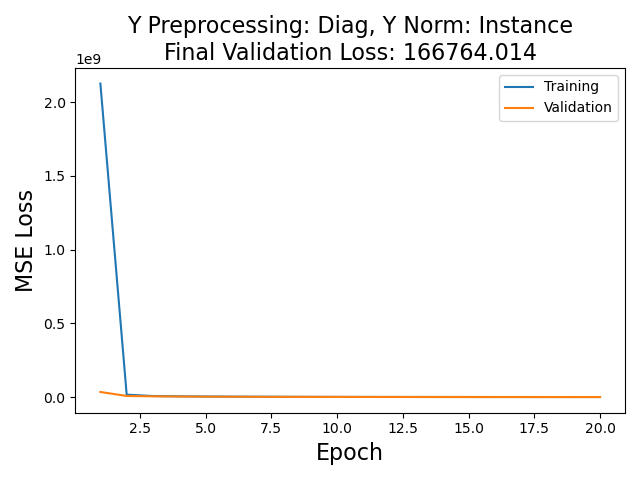 Y Preprocessing: Diag, Y Norm: Instance
Final Validation Loss: 166764.014
1e9
Training
Validation
2.0
1.5
1.0
0.5
0.0
MSE Loss
2.5 5.0 7.5 10.0 12.5 15.0 17.5 20.0
Epoch